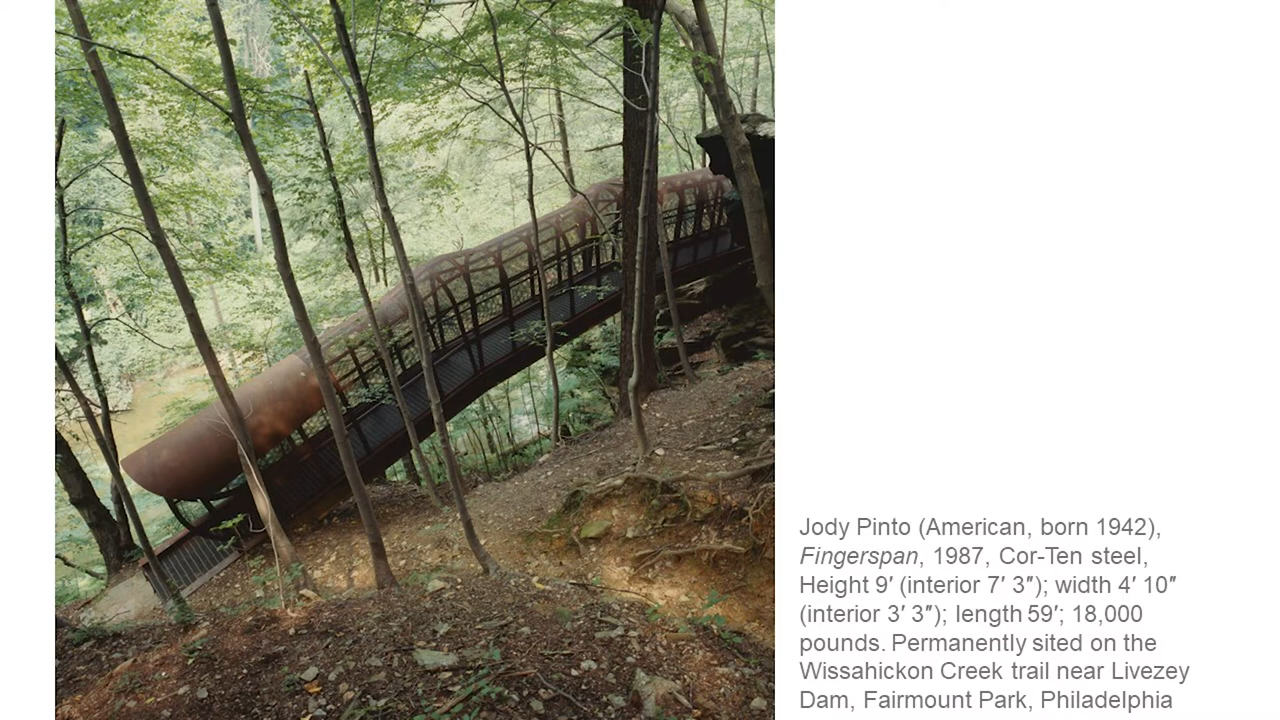 Jody Pinto (American, born 1942),
Fingerspan, 1987, Cor-Ten steel,
Height 9′ (interior 7′ 3″); width 4′ 10″
(interior 3′ 3″); length 59′; 18,000
pounds. Permanently sited on the
Wissahickon Creek trail near Livezey
Dam, Fairmount Park, Philadelphia